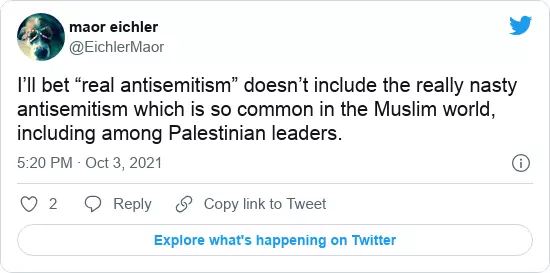 maor eichler
@EichlerMaor
I’ll bet “real antisemitism” doesn’t include the really nasty
antisemitism which is so common in the Muslim world,
including among Palestinian leaders.
5:20 PM · Oct 3, 2021
2 Reply Copy link to Tweet
Explore what's happening on Twitter